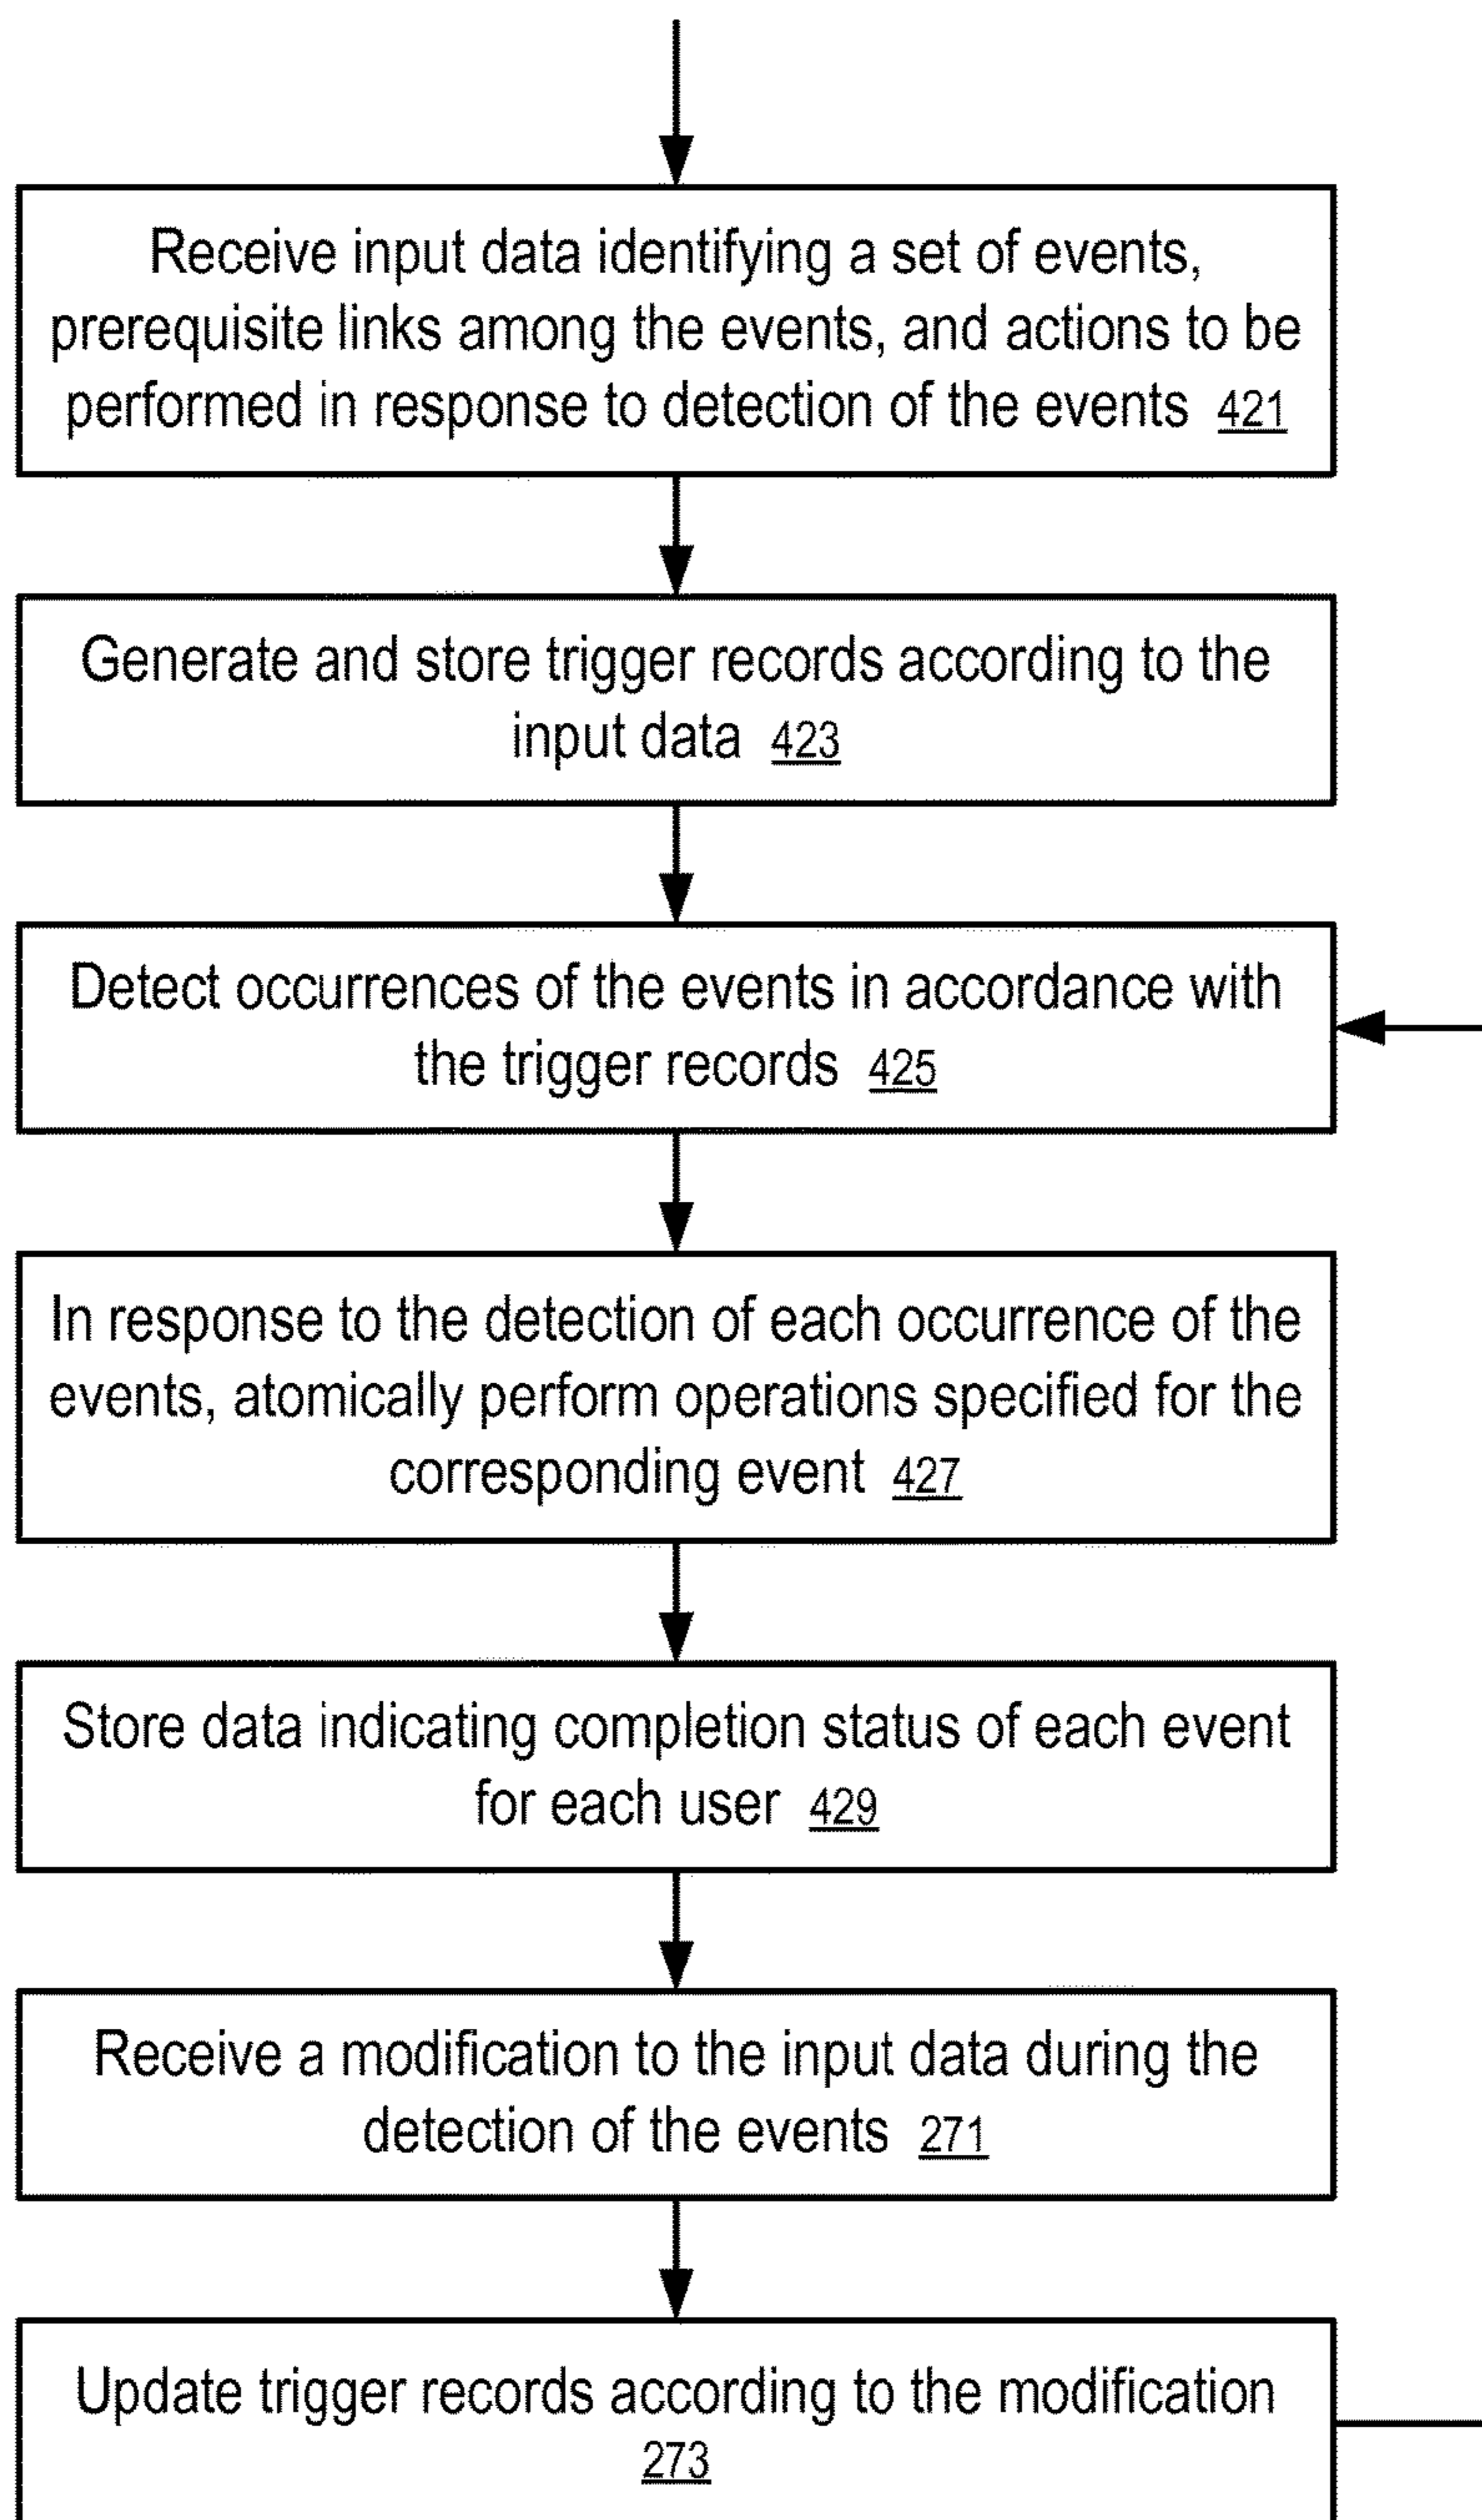 Receive input data identifying a set of events,
prerequisite links among the events, and actions to be
performed in response to detection of the events 421
Generate and store trigger records according to the
input data 423
Detect occurrences of the events in accordance with
the trigger records 425
In response to the detection of each occurrence of the
events, atomically perform operations specified for the
corresponding event 427
Store data indicating completion status of each event
for each user 429
Receive a modification to the input data during the
detection of the events 271
Update trigger records according to the modification
273